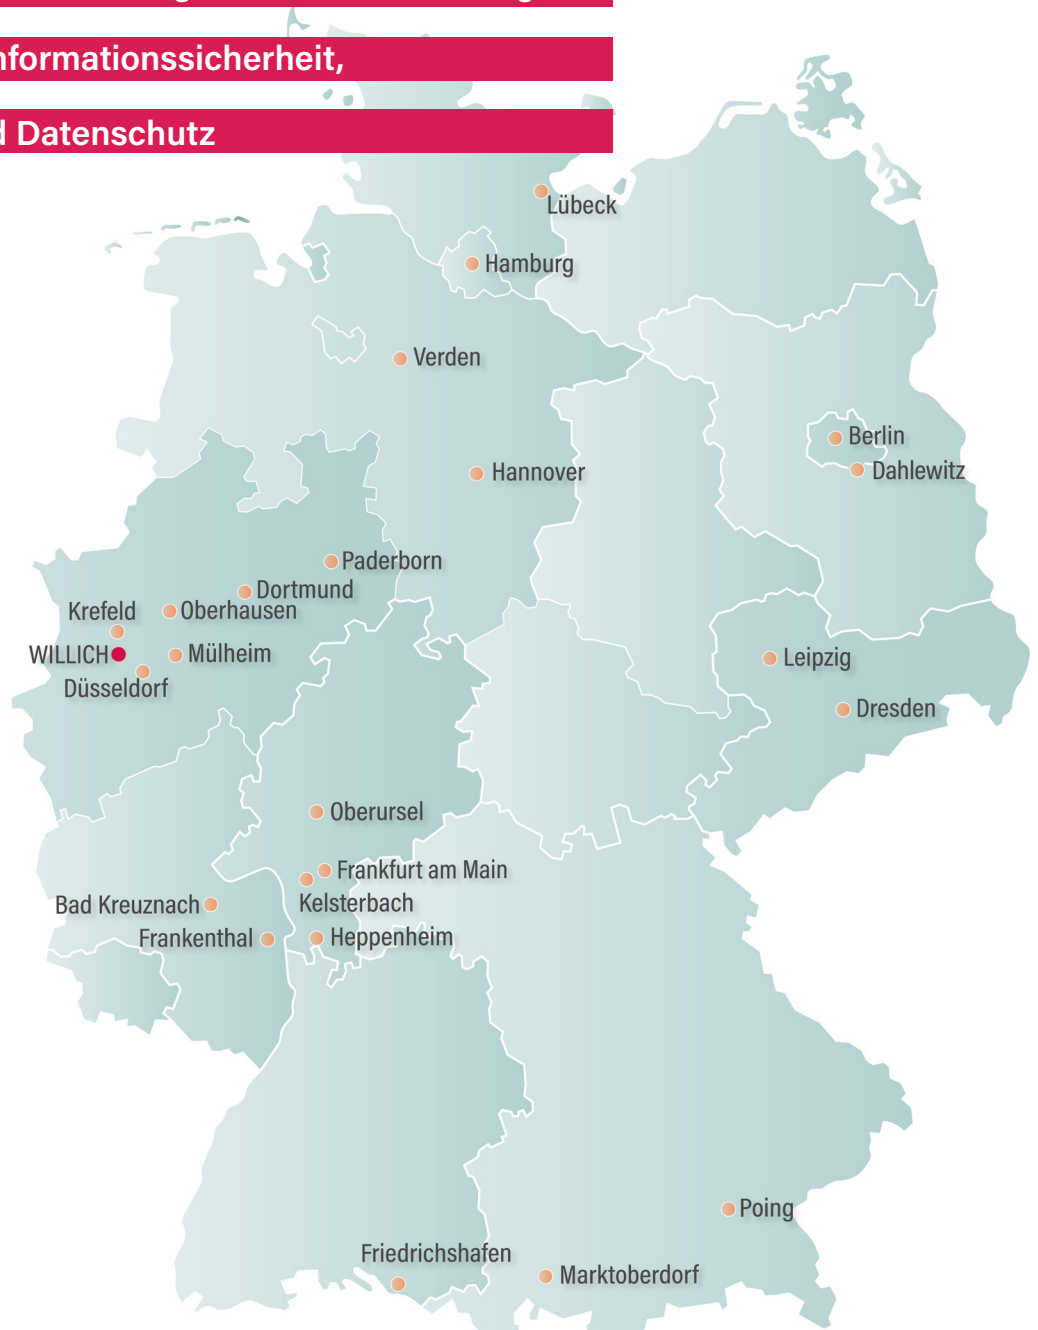 nformationssicherheit,
d Datenschutz
Lübeck
Hamburg
Verden
Berlin
Dahlewitz
Hannover
Paderborn
Dortmund
Krefeld
Oberhausen
WILLICH
Mülheim
Düsseldorf
Leipzig
Dresden
Oberursel
Frankfurt am Main
Kelsterbach
Bad Kreuznach
Frankenthal
Heppenheim
Poing
Friedrichshafen
Marktoberdorf